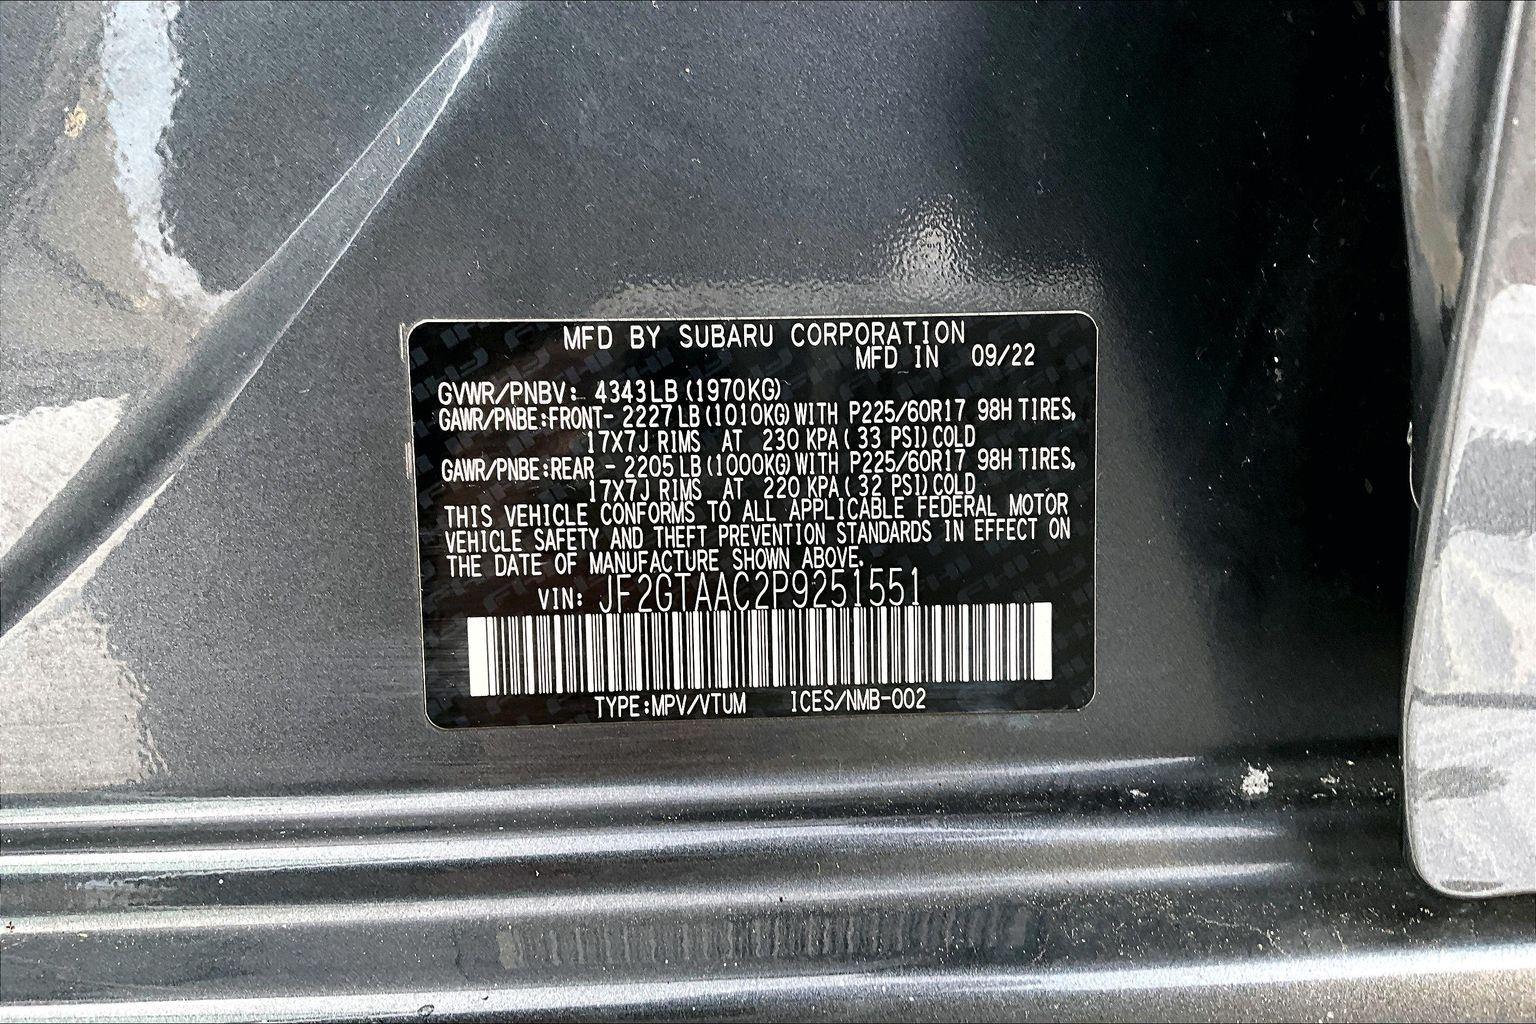 MFD BY SUBARU CORPORATION
MFD IN 09/22
GVWR/PNBV: 4343LB(1970KG)
GAWR/PNBE:FRONT- 2227LB(1010KG)WITH P225/60R17 98H TIRES,
17X7J RIMS AT 230 KPA( 33 PSI)COLD
GAWR/PNBE:REAR - 2205LB(1000KG)WITH P225/60R17 98H TIRES,
17X7J RIMS AT 220 KPA( 32 PSI)COLD
THIS VEHICLE CONFORMS TO ALL APPLICABLE FEDERAL MOTOR
VEHICLE SAFETY AND THEFT PREVENTION STANDARDS IN EFFECT ON
THE DATE OF MANUFACTURE SHOWN ABOVE.
VIN: JF2GTAAC2P9251551
TYPE:MPV/VTUM ICES/NMB-002